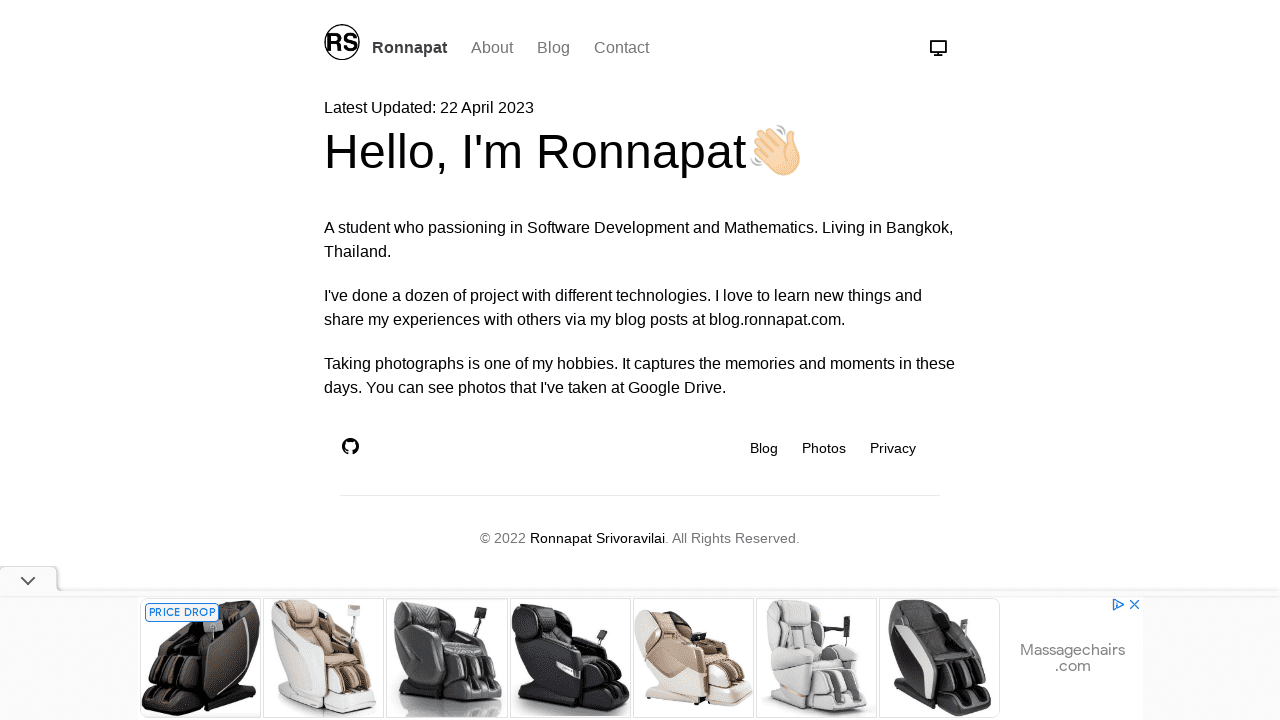 RS Ronnapat About Blog Contact
Latest Updated: 22 April 2023
Hello, I'm Ronnapat👋🏻
A student who passioning in Software Development and Mathematics. Living in Bangkok,
Thailand.
I've done a dozen of project with different technologies. I love to learn new things and
share my experiences with others via my blog posts at blog.ronnapat.com.
Taking photographs is one of my hobbies. It captures the memories and moments in these
days. You can see photos that I've taken at Google Drive.
Blog Photos Privacy
© 2022 Ronnapat Srivoravilai. All Rights Reserved.
PRICE DROP
Massagechairs
.com